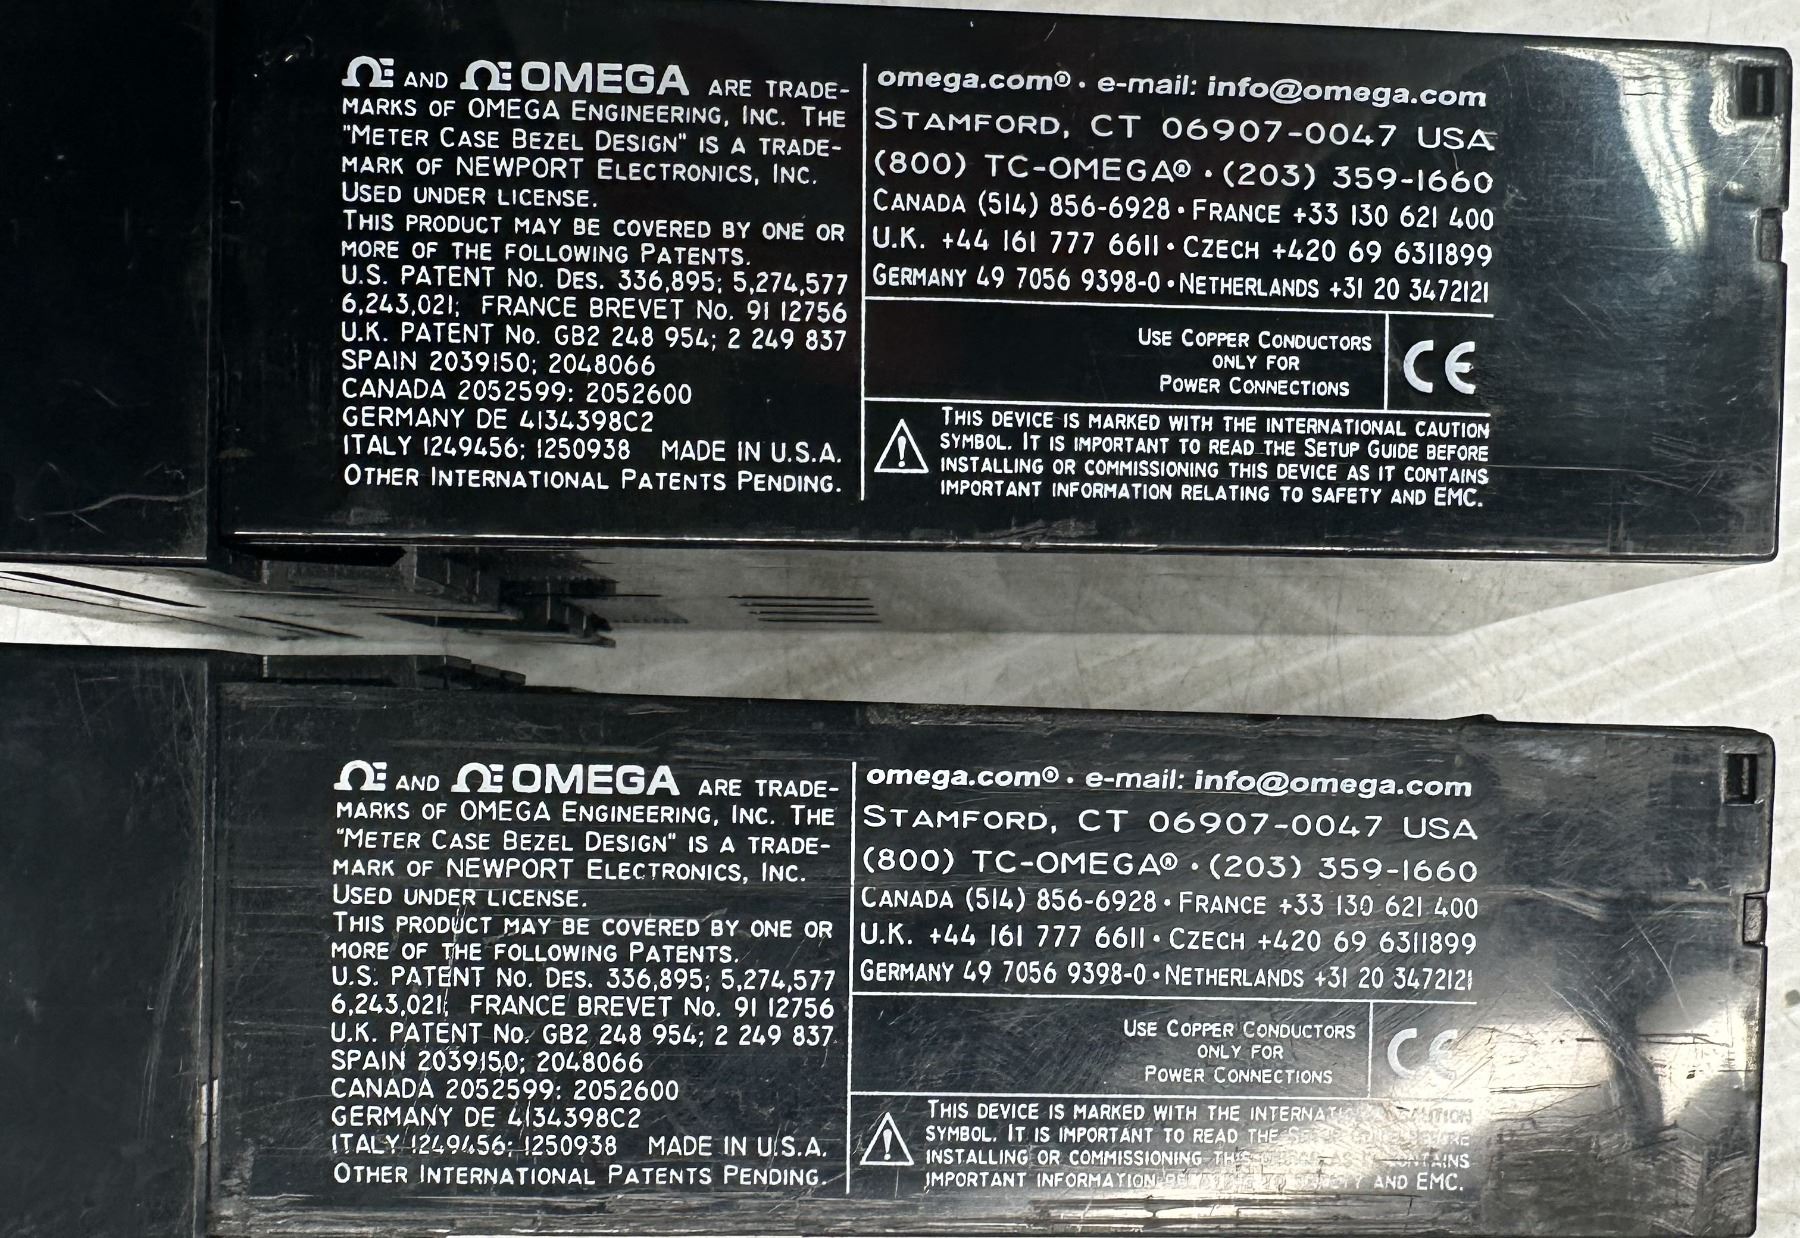 ΩE AND ΩE OMEGA ARE TRADE-
MARKS OF OMEGA ENGINEERING, INC. THE
"METER CASE BEZEL DESIGN" IS A TRADE-
MARK OF NEWPORT ELECTRONICS, INC.
USED UNDER LICENSE.
THIS PRODUCT MAY BE COVERED BY ONE OR
MORE OF THE FOLLOWING PATENTS.
U.S. PATENT No. DES. 336,895; 5,274,577
6,243,021; FRANCE BREVET No. 91 12756
U.K. PATENT No. GB2 248 954; 2 249 837
SPAIN 2039150; 2048066
CANADA 2052599: 2052600
GERMANY DE 4134398C2
ITALY 1249456; 1250938 MADE IN U.S.A.
OTHER INTERNATIONAL PATENTS PENDING.
omega.com® • e-mail: info@omega.com
STAMFORD, CT 06907-0047 USA
(800) TC-OMEGA® • (203) 359-1660
CANADA (514) 856-6928 • FRANCE +33 130 621 400
U.K. +44 161 777 6611 • CZECH +420 69 6311899
GERMANY 49 7056 9398-0 • NETHERLANDS +31 20 3472121
USE COPPER CONDUCTORS
ONLY FOR
POWER CONNECTIONS
CE
THIS DEVICE IS MARKED WITH THE INTERNATIONAL CAUTION
SYMBOL. IT IS IMPORTANT TO READ THE SETUP GUIDE BEFORE
INSTALLING OR COMMISSIONING THIS DEVICE AS IT CONTAINS
IMPORTANT INFORMATION RELATING TO SAFETY AND EMC.
ΩE AND ΩE OMEGA ARE TRADE-
MARKS OF OMEGA ENGINEERING, INC. THE
"METER CASE BEZEL DESIGN" IS A TRADE-
MARK OF NEWPORT ELECTRONICS, INC.
USED UNDER LICENSE.
THIS PRODUCT MAY BE COVERED BY ONE OR
MORE OF THE FOLLOWING PATENTS.
U.S. PATENT No. DES. 336,895; 5,274,577
6,243,021; FRANCE BREVET No. 91 12756
U.K. PATENT No. GB2 248 954; 2 249 837
SPAIN 2039150; 2048066
CANADA 2052599: 2052600
GERMANY DE 4134398C2
ITALY 1249456; 1250938 MADE IN U.S.A.
OTHER INTERNATIONAL PATENTS PENDING.
omega.com® • e-mail: info@omega.com
STAMFORD, CT 06907-0047 USA
(800) TC-OMEGA® • (203) 359-1660
CANADA (514) 856-6928 • FRANCE +33 130 621 400
U.K. +44 161 777 6611 • CZECH +420 69 6311899
GERMANY 49 7056 9398-0 • NETHERLANDS +31 20 3472121
USE COPPER CONDUCTORS
ONLY FOR
POWER CONNECTIONS
CE
THIS DEVICE IS MARKED WITH THE CAUTION
SYMBOL. IT IS IMPORTANT TO READ THE
INSTALLING OR COMMISSIONING CONTAINS
IMPORTANT INFORMATION AND EMC.